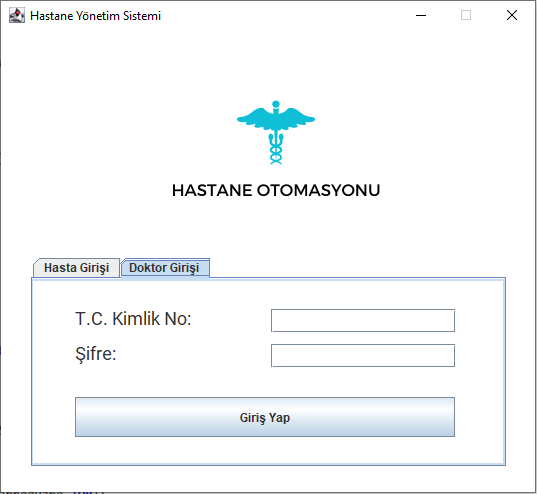 Hastane Yönetim Sistemi
HASTANE OTOMASYONU
Hasta Girişi Doktor Girişi
T.C. Kimlik No:
Şifre:
Giriş Yap